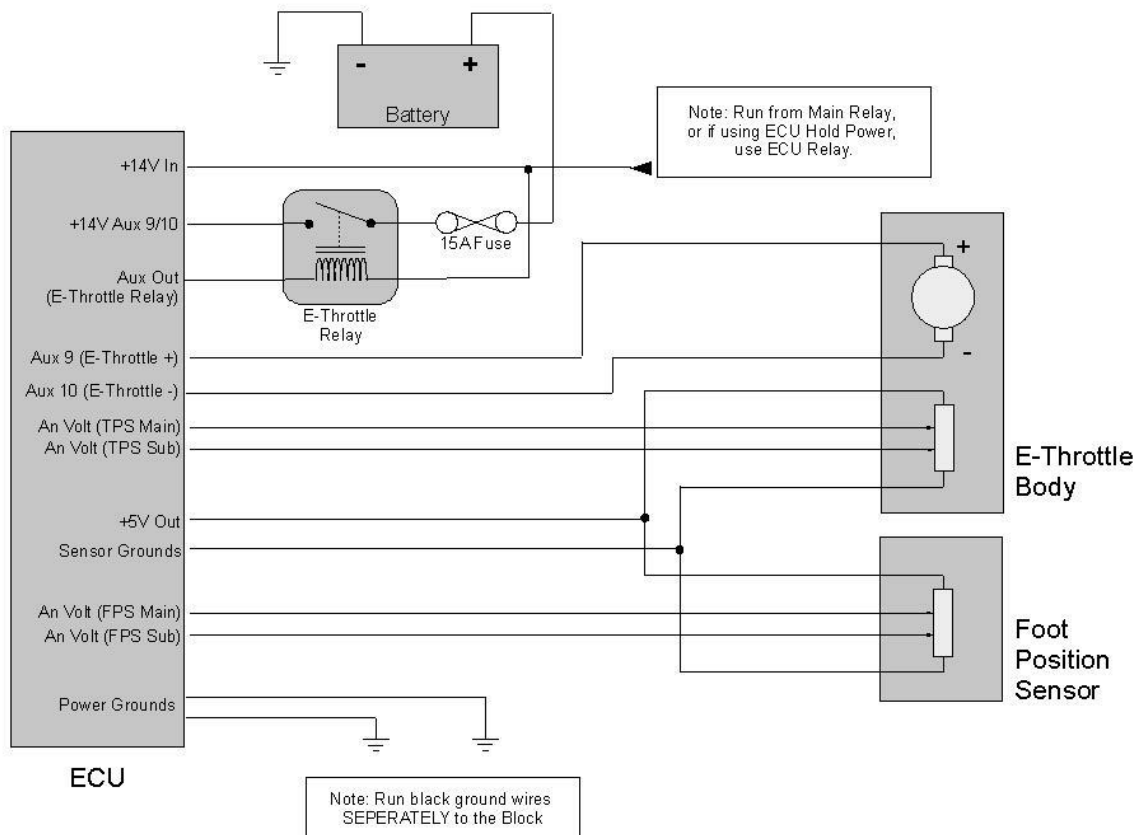 -
+
Battery
Note: Run from Main Relay,
or if using ECU Hold Power,
use ECU Relay.
+14V In
+14V Aux 9/10
15A Fuse
Aux Out
(E-Throttle Relay)
E-Throttle
Relay
+
-
Aux 9 (E-Throttle +)
Aux 10 (E-Throttle -)
An Volt (TPS Main)
An Volt (TPS Sub)
E-Throttle
Body
+5V Out
Sensor Grounds
An Volt (FPS Main)
An Volt (FPS Sub)
Foot
Position
Sensor
Power Grounds
ECU
Note: Run black ground wires
SEPERATELY to the Block